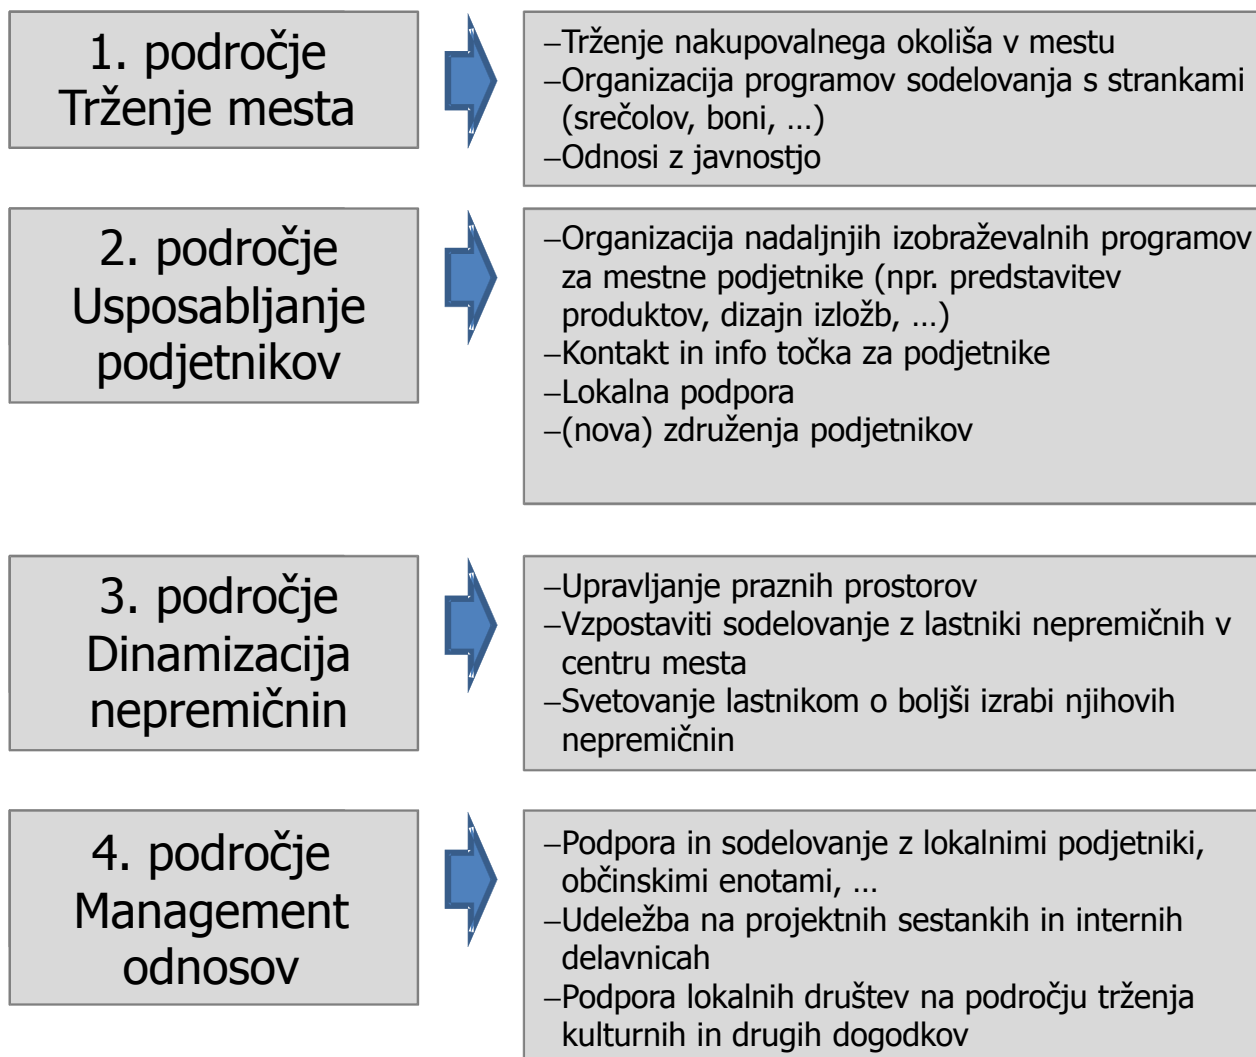 1. področje
Trženje mesta
–Trženje nakupovalnega okoliša v mestu
–Organizacija programov sodelovanja s strankami
(srečolov, boni, ...)
–Odnosi z javnostjo
2. področje
Usposabljanje
podjetnikov
–Organizacija nadaljnjih izobraževalnih programov
za mestne podjetnike (npr. predstavitev
produktov, dizajn izložb, ...)
–Kontakt in info točka za podjetnike
–Lokalna podpora
–(nova) združenja podjetnikov
3. področje
Dinamizacija
nepremičnin
–Upravljanje praznih prostorov
–Vzpostaviti sodelovanje z lastniki nepremičnih v
centru mesta
–Svetovanje lastnikom o boljši izrabi njihovih
nepremičnin
4. področje
Management
odnosov
–Podpora in sodelovanje z lokalnimi podjetniki,
občinskimi enotami, ...
–Udeležba na projektnih sestankih in internih
delavnicah
–Podpora lokalnih društev na področju trženja
kulturnih in drugih dogodkov